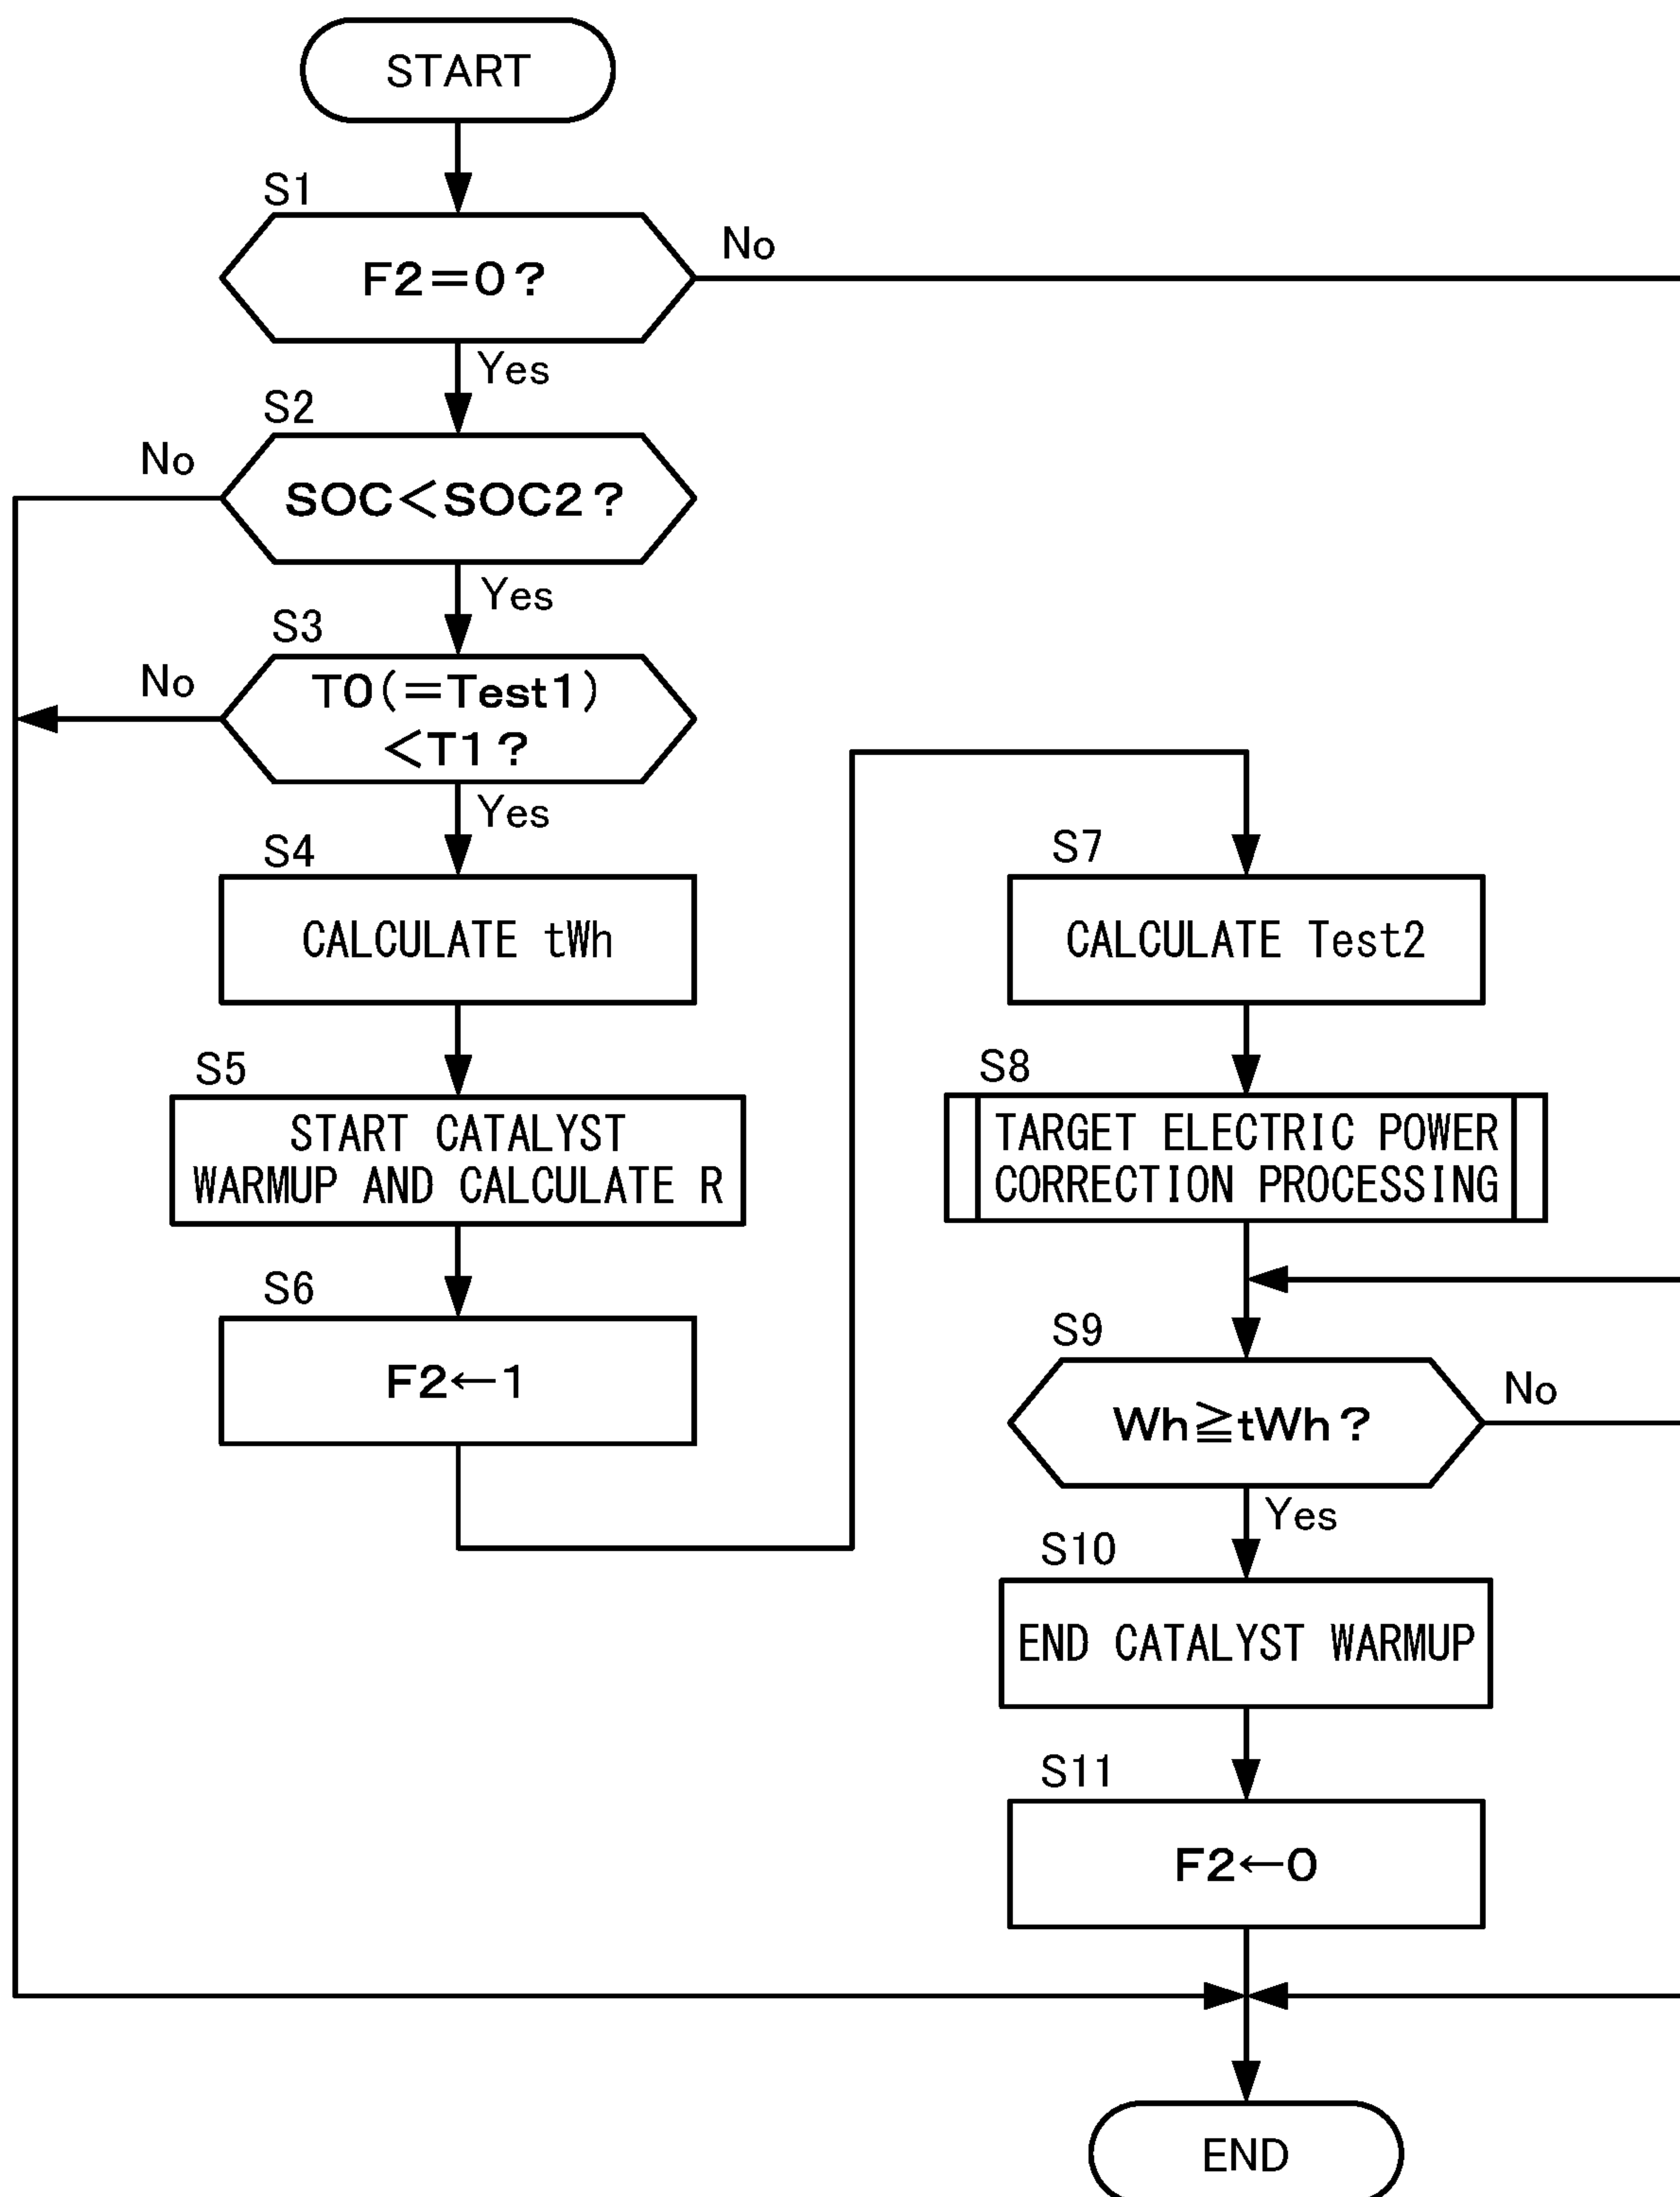 START
S1
F2=0?
No
Yes
S2
SOC<SOC2?
No
Yes
S3
T0(=Test1)
<T1?
No
Yes
S4
CALCULATE tWh
S5
START CATALYST
WARMUP AND CALCULATE R
S6
F2←1
S7
CALCULATE Test2
S8
TARGET ELECTRIC POWER
CORRECTION PROCESSING
S9
Wh≧tWh?
No
Yes
S10
END CATALYST WARMUP
S11
F2←0
END